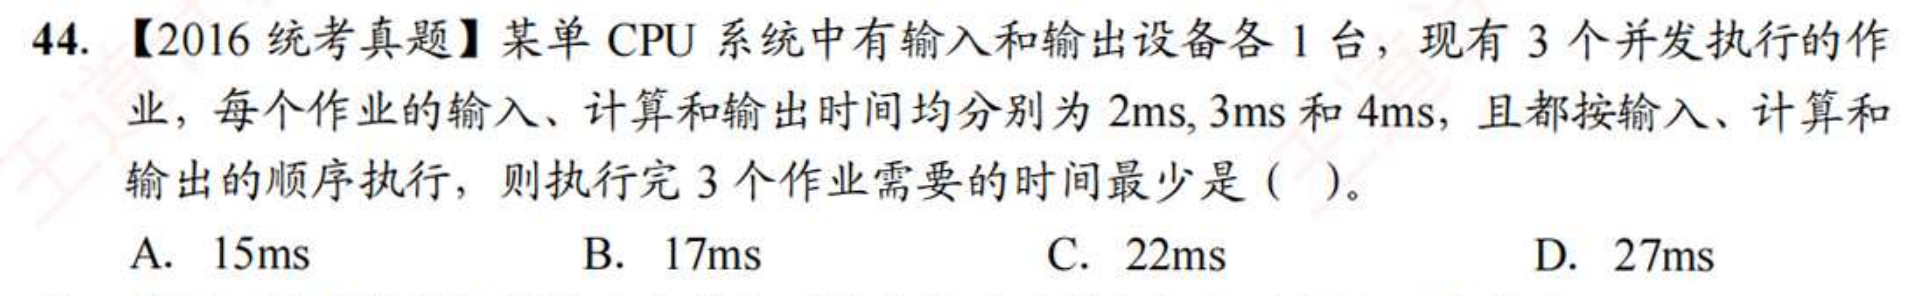 44. 【2016 统考真题】某单 CPU 系统中有输入和输出设备各 1 台，现有 3 个并发执行的作
业，每个作业的输入、计算和输出时间均分别为 2ms, 3ms 和 4ms，且都按输入、计算和
输出的顺序执行，则执行完 3 个作业需要的时间最少是（ ）。
A. 15ms B. 17ms C. 22ms D. 27ms